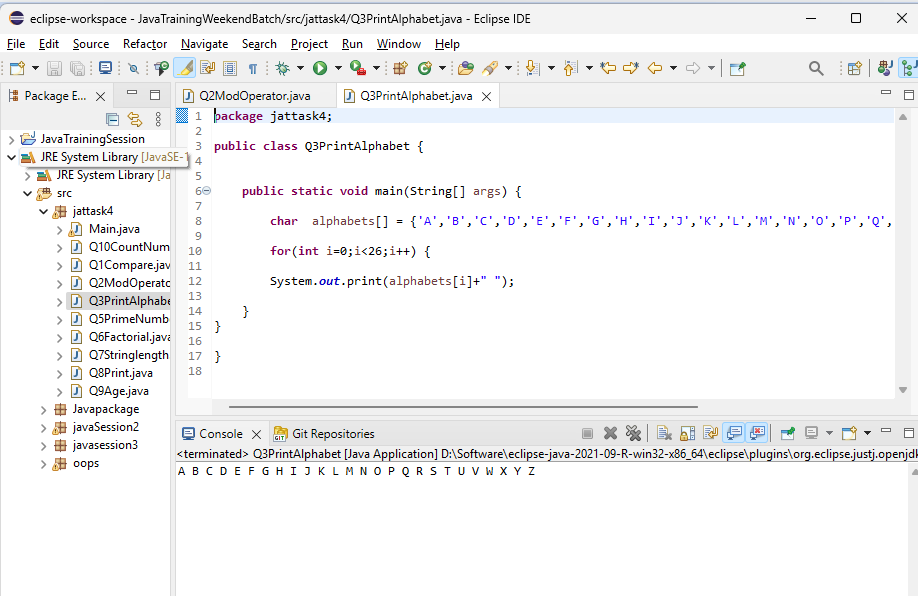 eclipse-workspace - JavaTrainingWeekendBatch/src/jattask4/Q3PrintAlphabet.java - Eclipse IDE
File Edit Source Refactor Navigate Search Project Run Window Help
Package E...
Q2ModOperator.java Q3PrintAlphabet.java
JavaTrainingSession
JRE System Library [JavaSE-1
JRE System Library [Ja
src
jattask4
Main.java
Q10CountNum
Q1Compare.jav
Q2ModOperato
Q3PrintAlphabe
Q5PrimeNumb
Q6Factorial.java
Q7Stringlength
Q8Print.java
Q9Age.java
Javapackage
javaSession2
javasession3
oops
1 package jattask4;
2
3 public class Q3PrintAlphabet {
4
5
6 public static void main(String[] args) {
7
8 char alphabets[] = {'A','B','C','D','E','F','G','H','I','J','K','L','M','N','O','P','Q',
9
10 for(int i=0;i<26;i++) {
11
12 System.out.print(alphabets[i]+" ");
13
14 }
15 }
16
17 }
18
Console Git Repositories
<terminated> Q3PrintAlphabet [Java Application] D:\Software\eclipse-java-2021-09-R-win32-x86_64\eclipse\plugins\org.eclipse.justj.openjdk
A B C D E F G H I J K L M N O P Q R S T U V W X Y Z